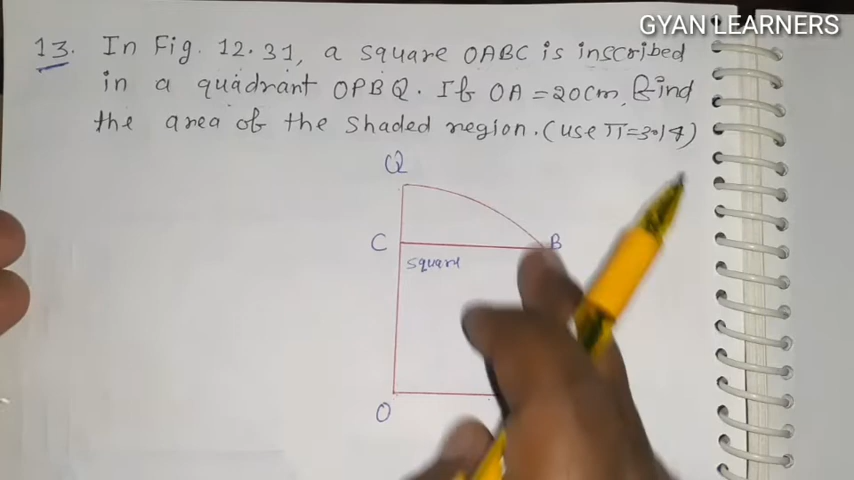 GYAN LEARNERS
13. In Fig. 12.31, a square OABC is inscribed
in a quadrant OPBQ. If OA = 20cm, find
the area of the shaded region. (use π=3.14)
Q
C B
square
O